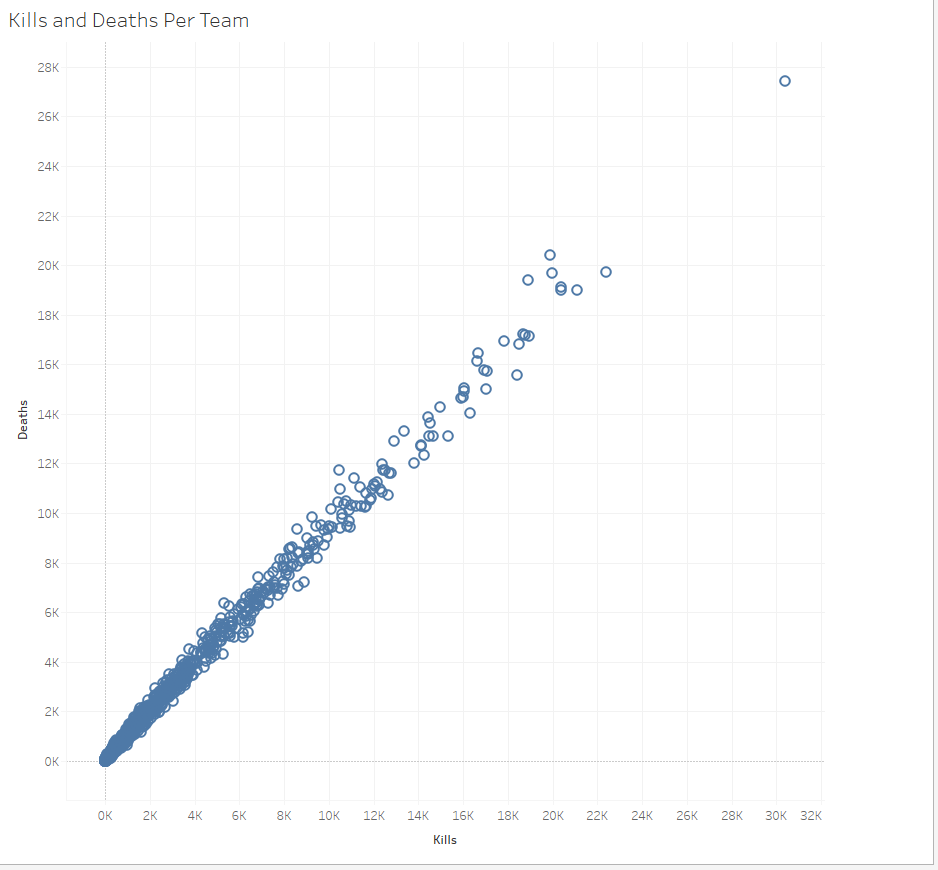 Kills and Deaths Per Team
28K
26K
24K
22K
20K
18K
16K
14K
12K
10K
8K
6K
4K
2K
0K
Deaths
0K 2K 4K 6K 8K 10K 12K 14K 16K 18K 20K 22K 24K 26K 28K 30K 32K
Kills